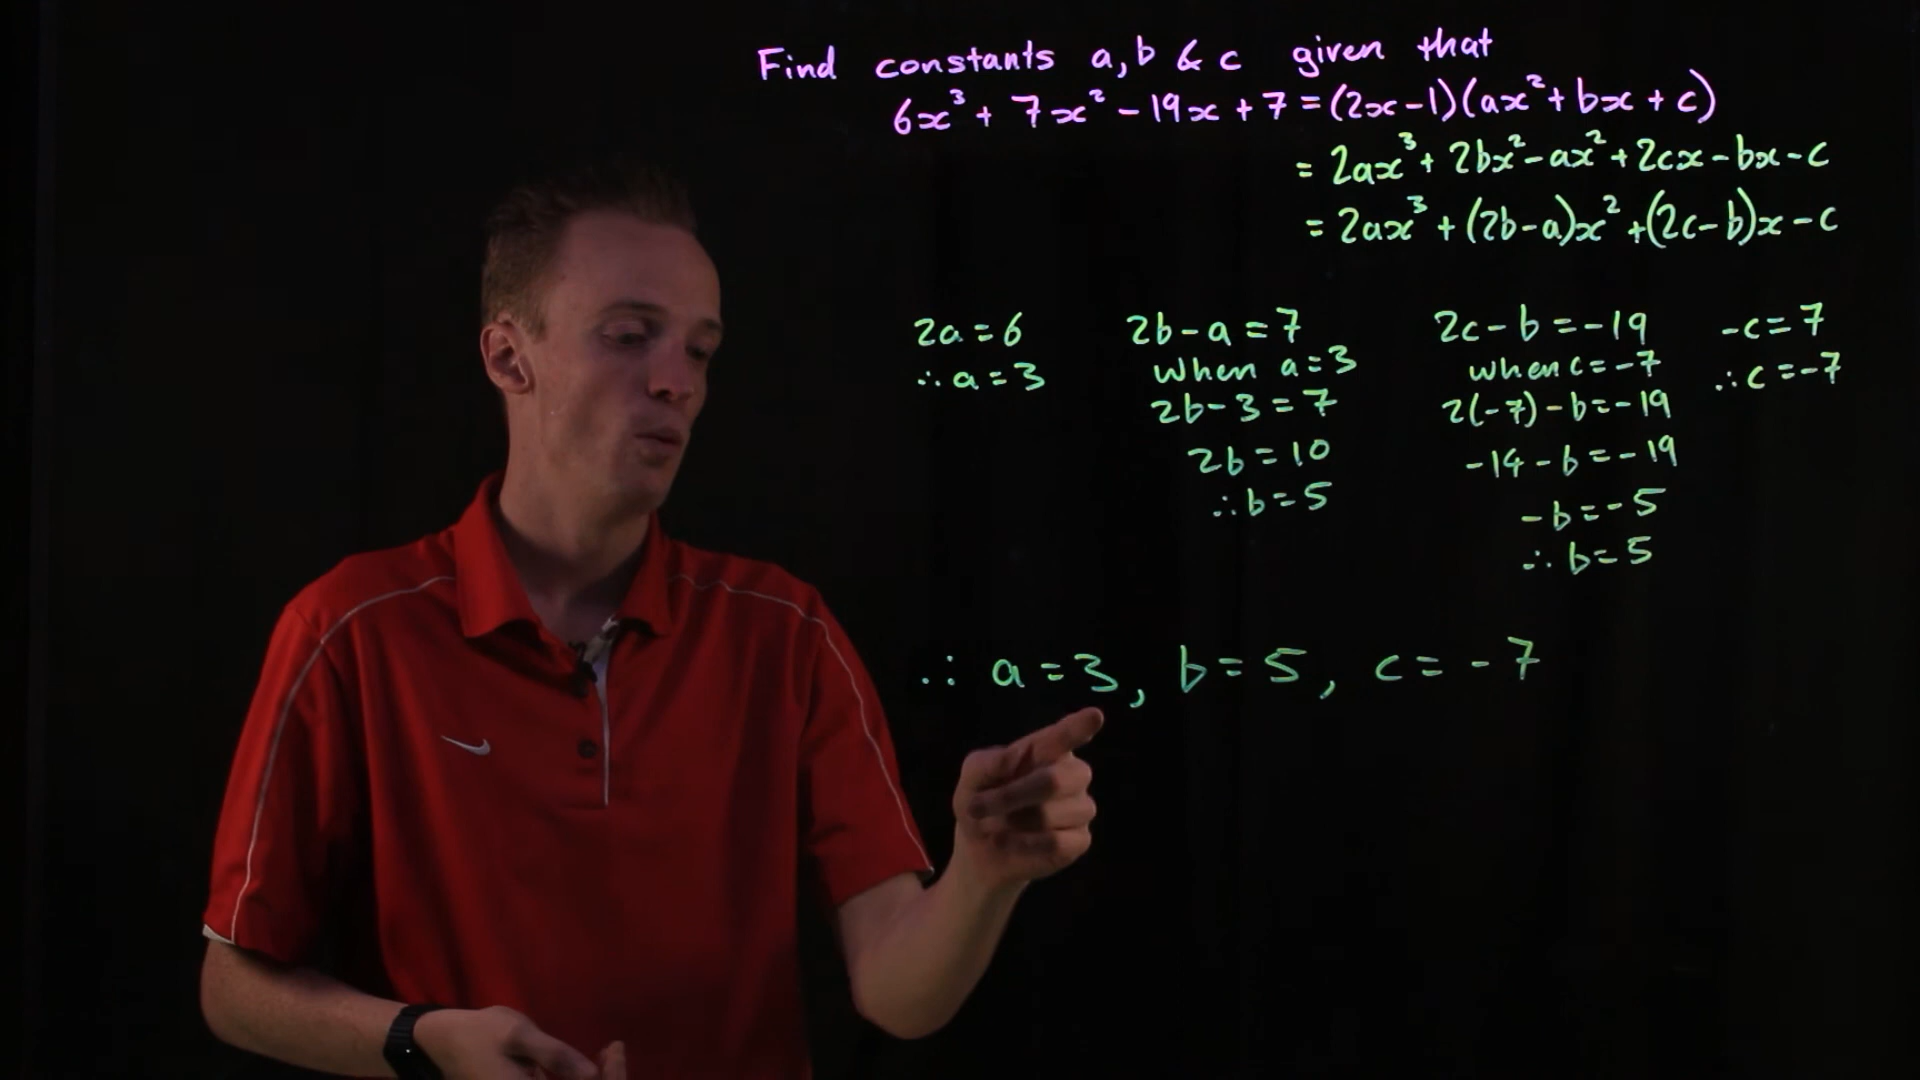 Find constants a, b & c given that
6x³ + 7x² - 19x + 7 = (2x - 1)(ax² + bx + c)
= 2ax³ + 2bx² - ax² + 2cx - bx - c
= 2ax³ + (2b - a)x² + (2c - b)x - c
2a = 6
∴ a = 3
2b - a = 7
when a = 3
2b - 3 = 7
2b = 10
∴ b = 5
2c - b = -19
when c = -7
2(-7) - b = -19
-14 - b = -19
-b = -5
∴ b = 5
-c = 7
∴ c = -7
∴ a = 3, b = 5, c = -7